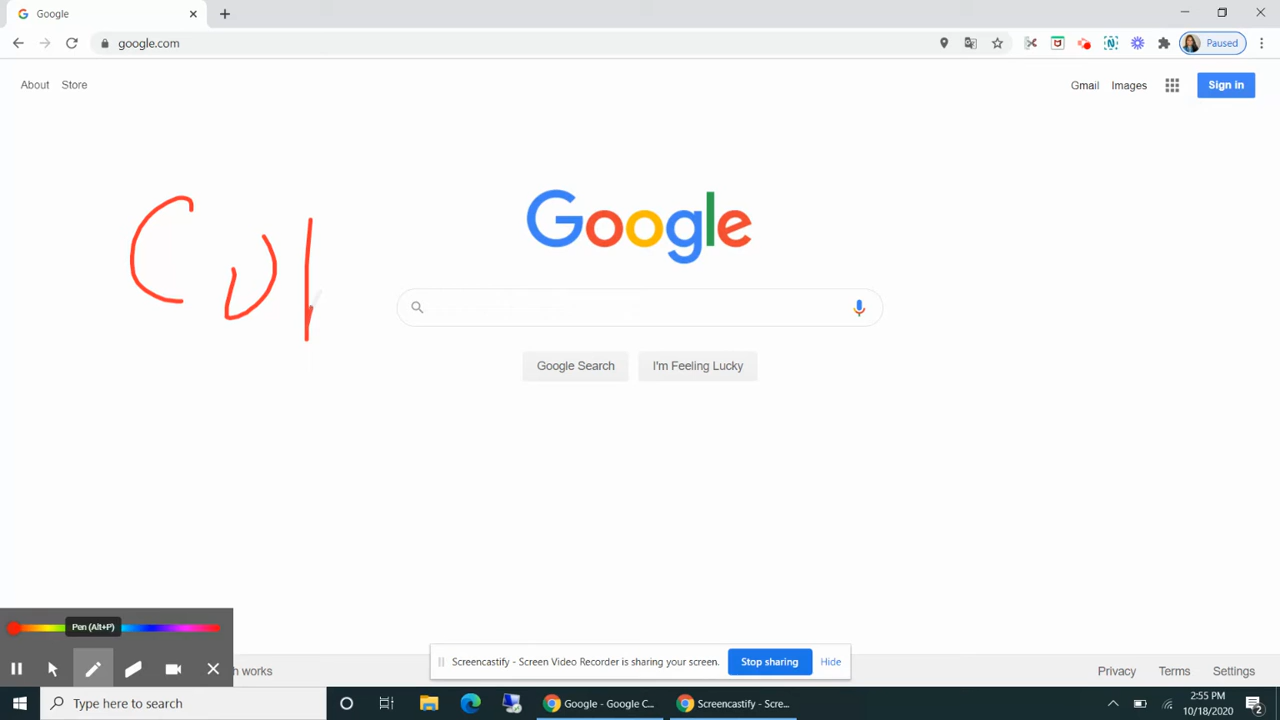 Google
google.com
Paused
About Store
Gmail Images Sign in
Google
Google Search I'm Feeling Lucky
Pen (Alt+P)
h works
Screencastify - Screen Video Recorder is sharing your screen. Stop sharing Hide
Privacy Terms Settings
Type here to search
Google - Google C...
Screencastify - Scre...
2:55 PM
10/18/2020
2